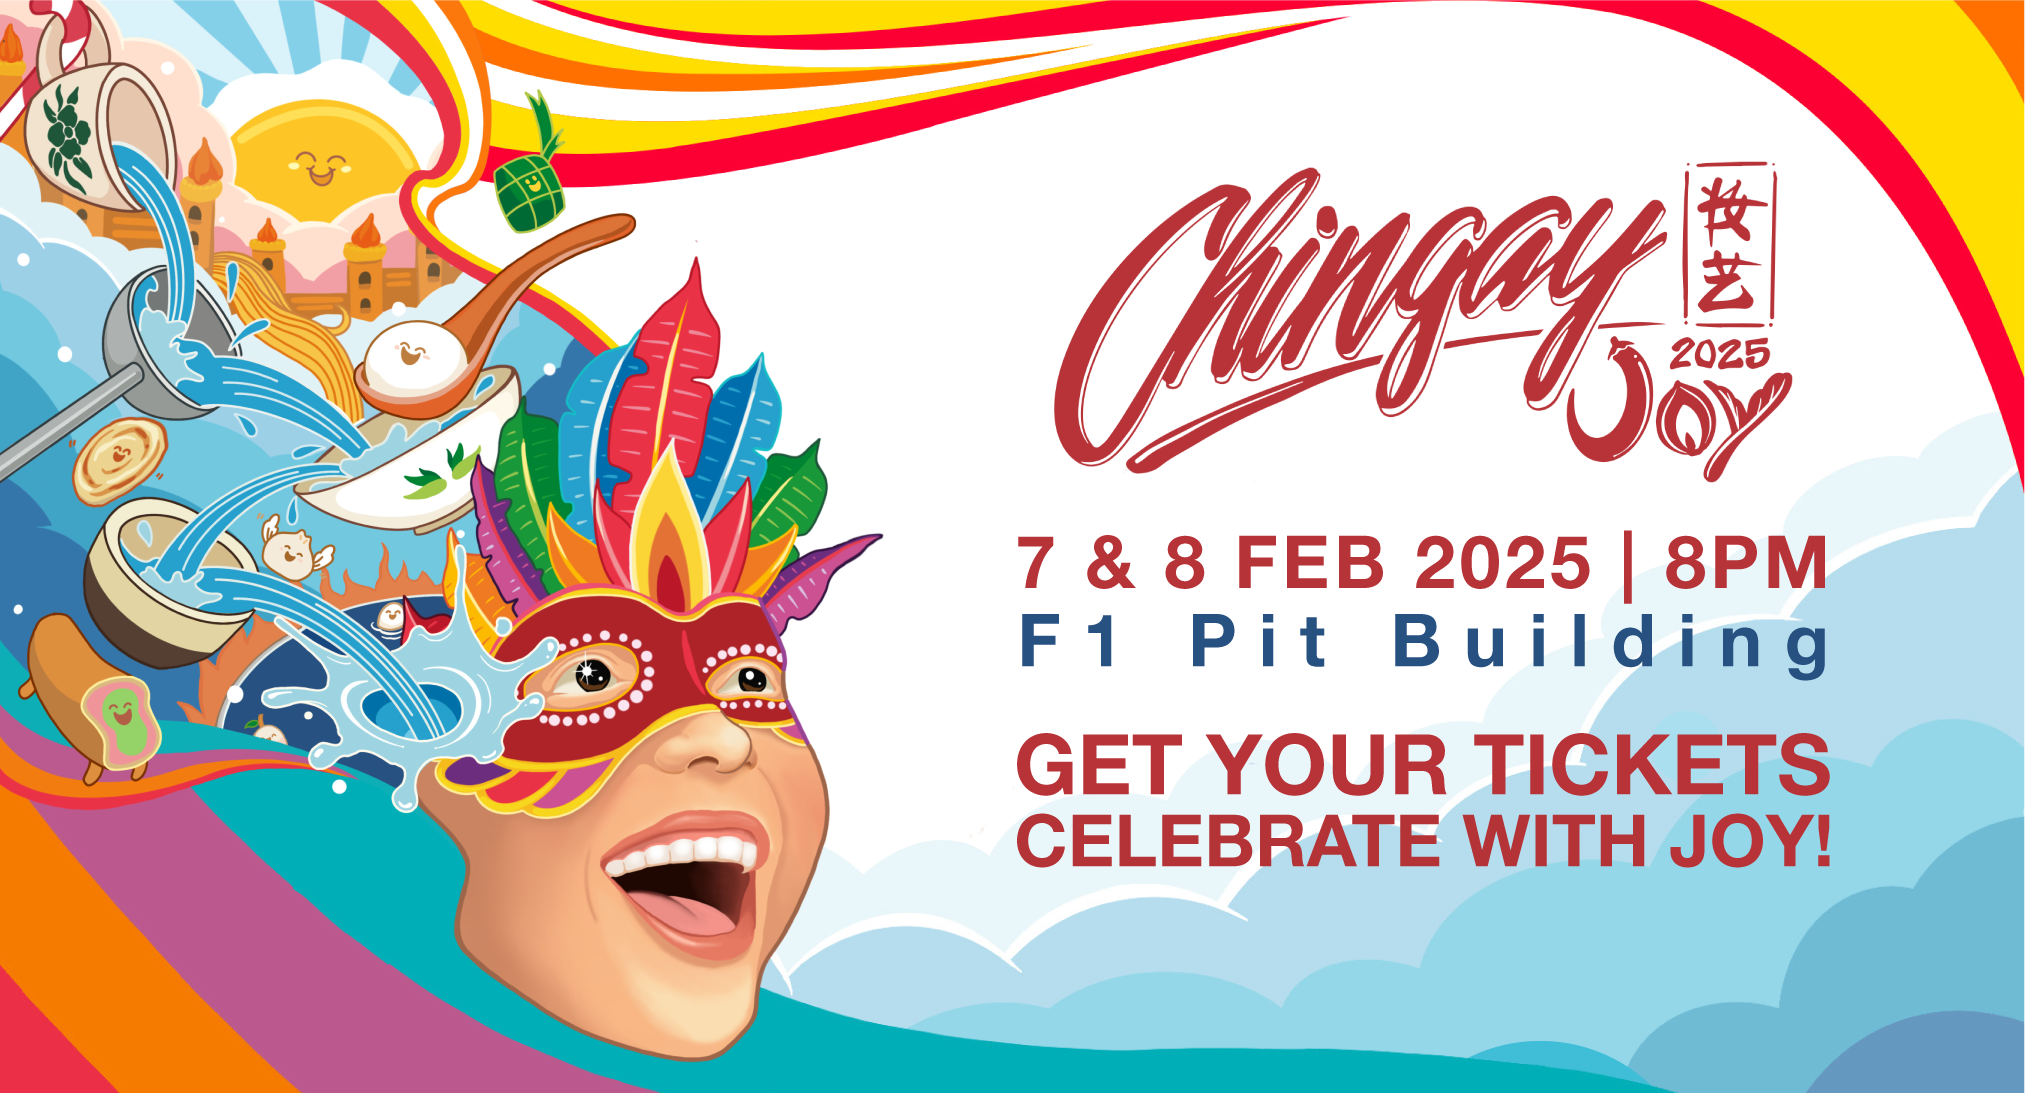 Chingay
妆艺
2025
JOY
7 & 8 FEB 2025 | 8PM
F1 Pit Building
GET YOUR TICKETS
CELEBRATE WITH JOY!